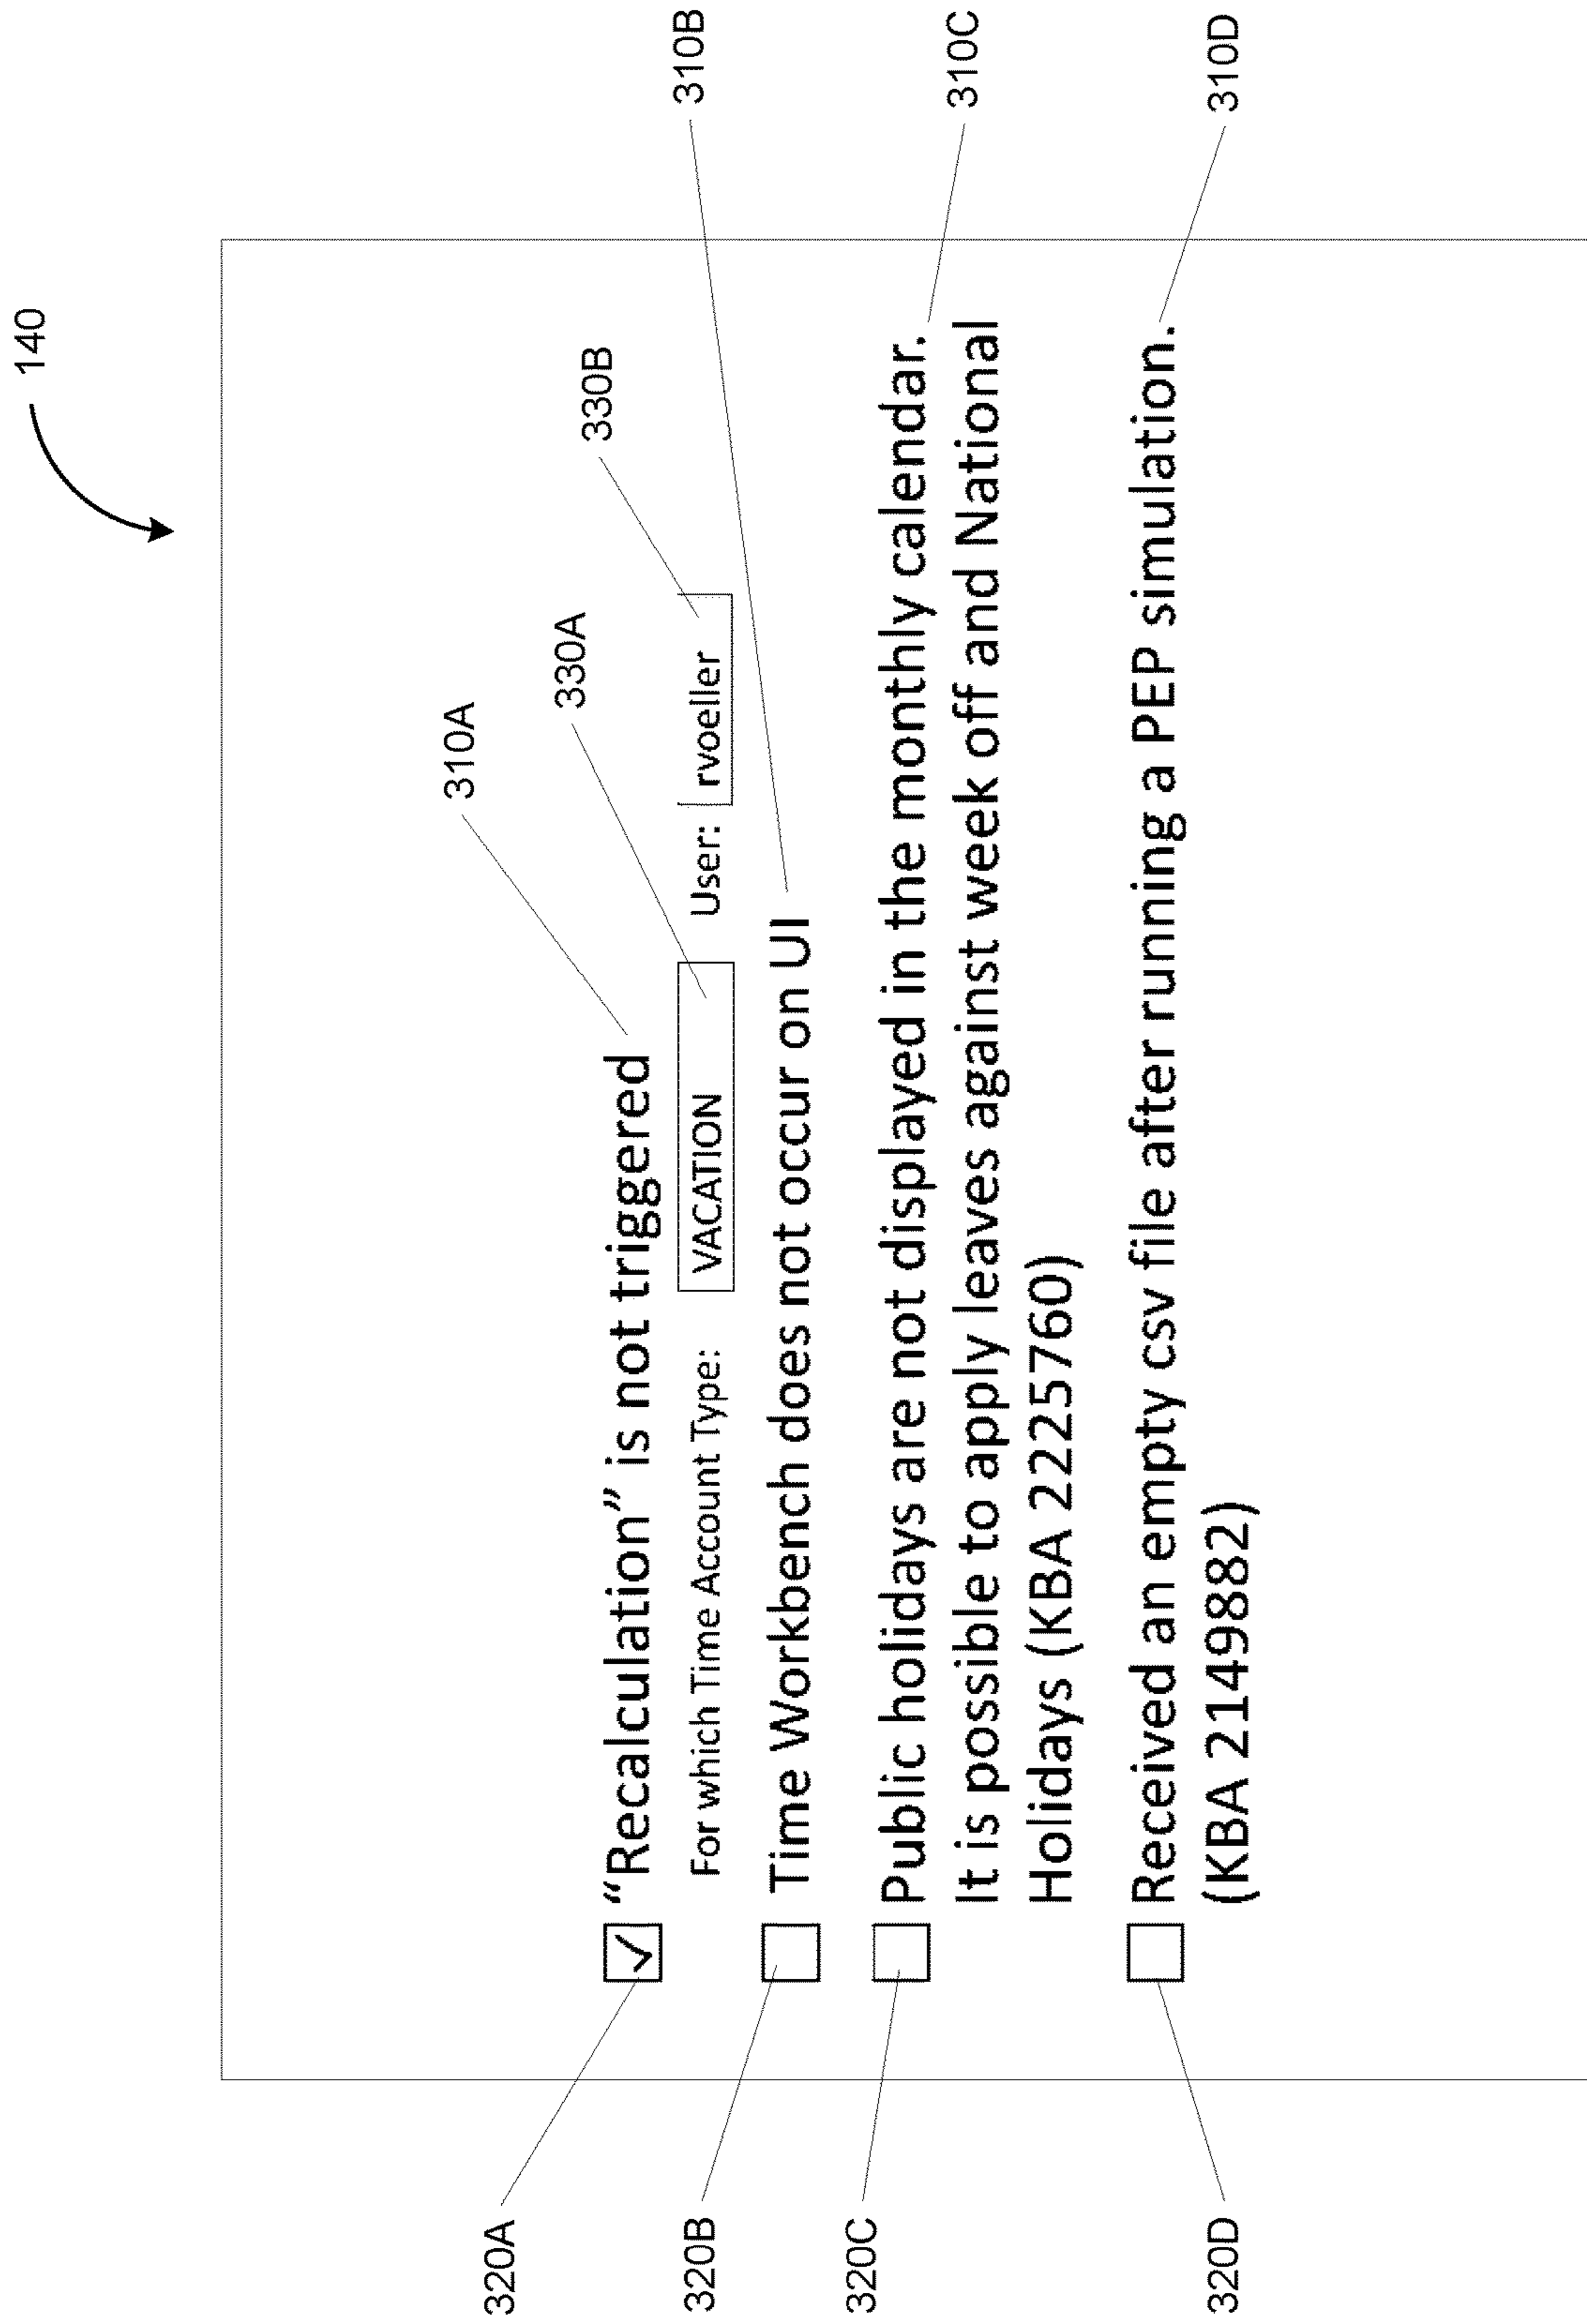 140
310A
330A
330B
310B
320A
“Recalculation” is not triggered
For which Time Account Type: VACATION User: rvoeller
320B
Time Workbench does not occur on UI
320C
Public holidays are not displayed in the monthly calendar.
310C
It is possible to apply leaves against week off and National
Holidays (KBA 2225760)
320D
Received an empty csv file after running a PEP simulation.
310D
(KBA 2149882)